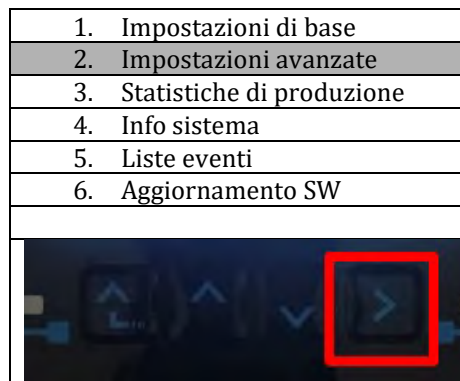 1. Impostazioni di base
2. Impostazioni avanzate
3. Statistiche di produzione
4. Info sistema
5. Liste eventi
6. Aggiornamento SW